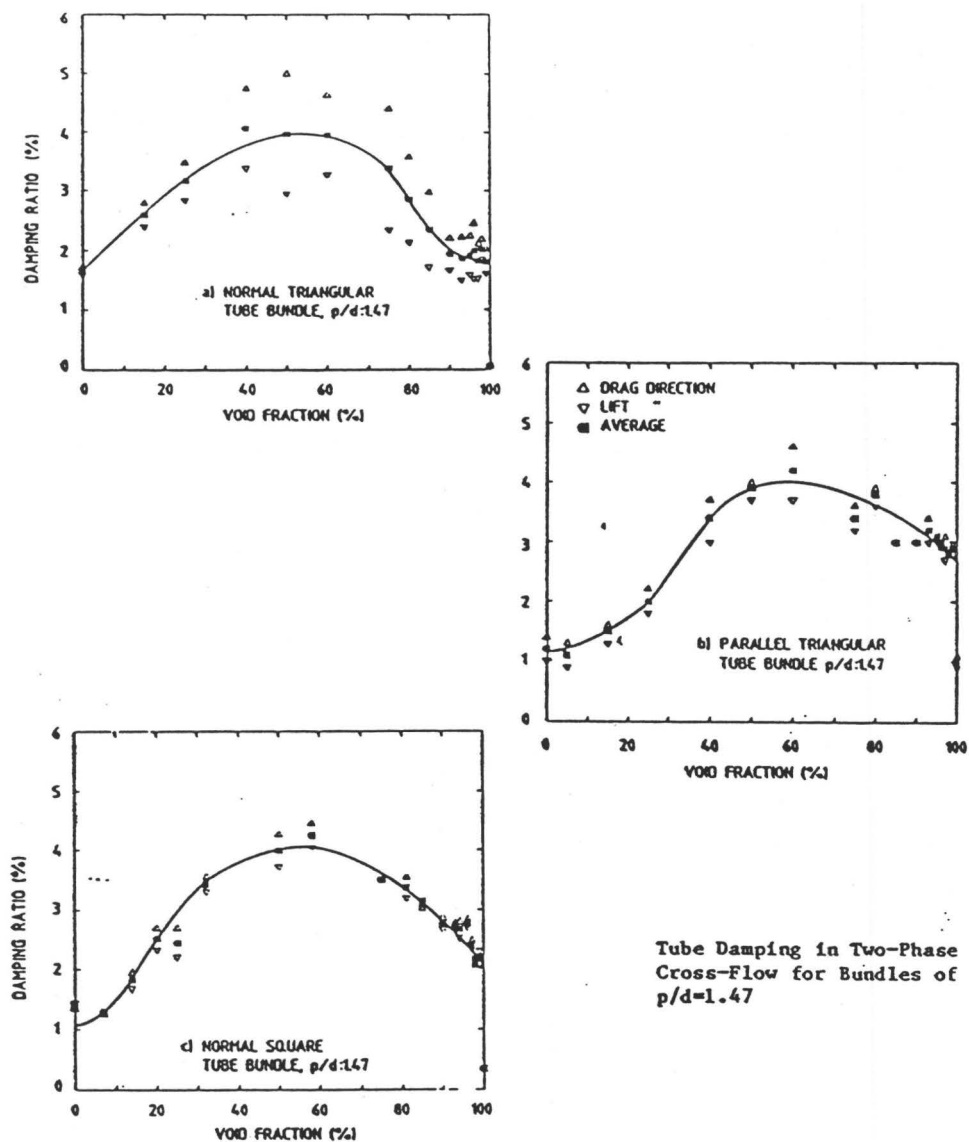 6
5
4
3
2
1
0
DAMPING RATIO (%)
a) NORMAL TRIANGULAR
TUBE BUNDLE, p/d:1.47
0 20 40 60 80 100
VOID FRACTION (%)
6
5
4
3
2
1
0
△ DRAG DIRECTION
▽ LIFT "
■ AVERAGE
b) PARALLEL TRIANGULAR
TUBE BUNDLE p/d:1.47
0 20 40 60 80 100
VOID FRACTION (%)
6
5
4
3
2
1
0
DAMPING RATIO (%)
c) NORMAL SQUARE
TUBE BUNDLE, p/d:1.47
0 20 40 60 80 100
VOID FRACTION (%)
Tube Damping in Two-Phase
Cross-Flow for Bundles of
p/d=1.47